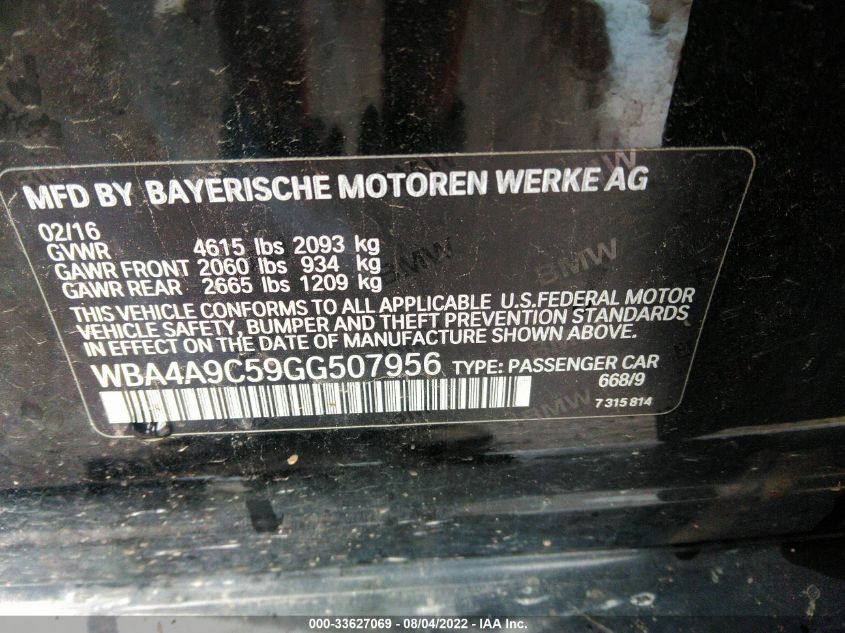 MFD BY BAYERISCHE MOTOREN WERKE AG
02/16
GVWR 4615 lbs 2093 kg
GAWR FRONT 2060 lbs 934 kg
GAWR REAR 2665 lbs 1209 kg
THIS VEHICLE CONFORMS TO ALL APPLICABLE U.S.FEDERAL MOTOR
VEHICLE SAFETY, BUMPER AND THEFT PREVENTION STANDARDS
IN EFFECT ON THE DATE OF MANUFACTURE SHOWN ABOVE.
WBA4A9C59GG507956 TYPE: PASSENGER CAR
668/9
7 315 814
BMW
BMW
BMW
000-33627069 - 08/04/2022 - IAA Inc.